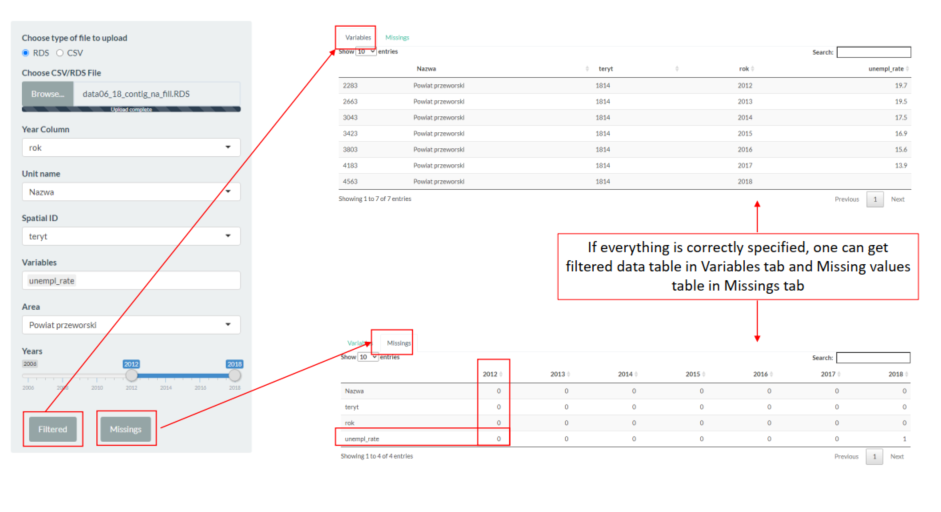 Choose type of file to upload
RDS CSV
Choose CSV/RDS File
Browse... data06_18_contig_na_fill.RDS
Upload complete
Year Column
rok
Unit name
Nazwa
Spatial ID
teryt
Variables
unempl_rate
Area
Powiat przeworski
Years
2006 2012 2018
2006 2008 2010 2012 2014 2016 2018
Filtered Missings
Variables Missings
Show 10 entries Search:
Nazwa teryt rok unempl_rate
2283 Powiat przeworski 1814 2012 19.7
2663 Powiat przeworski 1814 2013 19.5
3043 Powiat przeworski 1814 2014 17.5
3423 Powiat przeworski 1814 2015 16.9
3803 Powiat przeworski 1814 2016 15.6
4183 Powiat przeworski 1814 2017 13.9
4563 Powiat przeworski 1814 2018
Showing 1 to 7 of 7 entries Previous 1 Next
If everything is correctly specified, one can get
filtered data table in Variables tab and Missing values
table in Missings tab
Variables Missings
Show 10 entries Search:
2012 2013 2014 2015 2016 2017 2018
Nazwa 0 0 0 0 0 0 0
teryt 0 0 0 0 0 0 0
rok 0 0 0 0 0 0 0
unempl_rate 0 0 0 0 0 0 1
Showing 1 to 4 of 4 entries Previous 1 Next